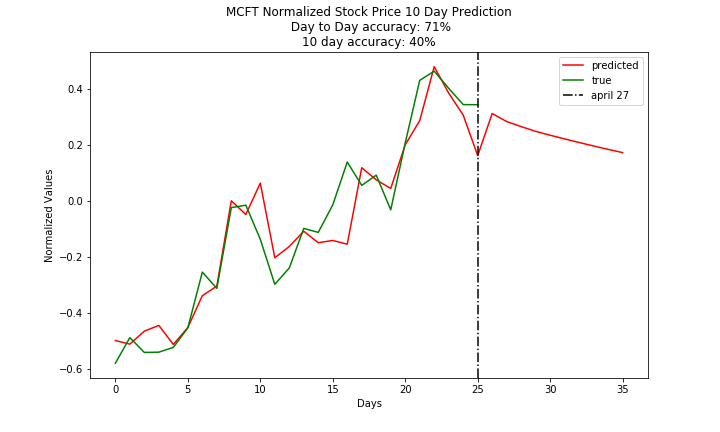 MCFT Normalized Stock Price 10 Day Prediction
Day to Day accuracy: 71%
10 day accuracy: 40%
predicted
true
april 27
Normalized Values
0.4
0.2
0.0
−0.2
−0.4
−0.6
0 5 10 15 20 25 30 35
Days